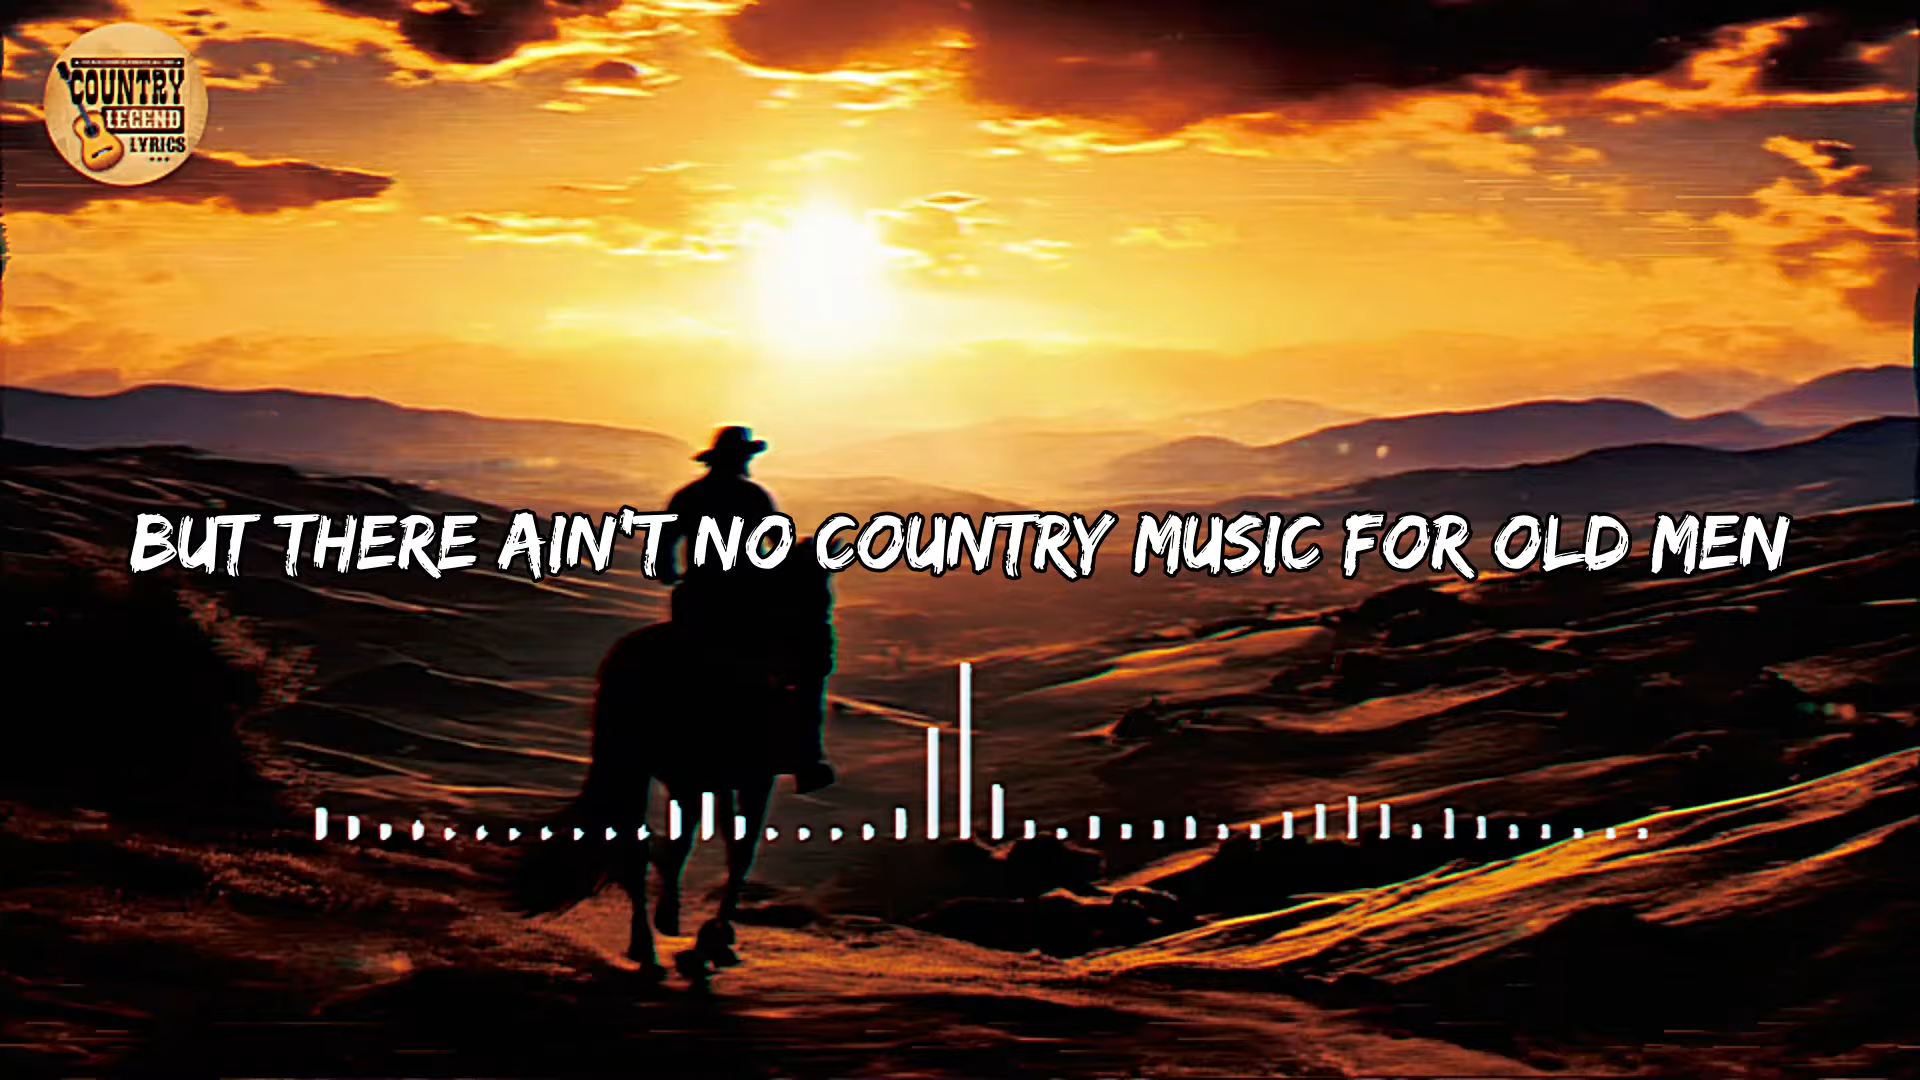 COUNTRY
LEGEND
LYRICS
BUT THERE AIN'T NO COUNTRY MUSIC FOR OLD MEN